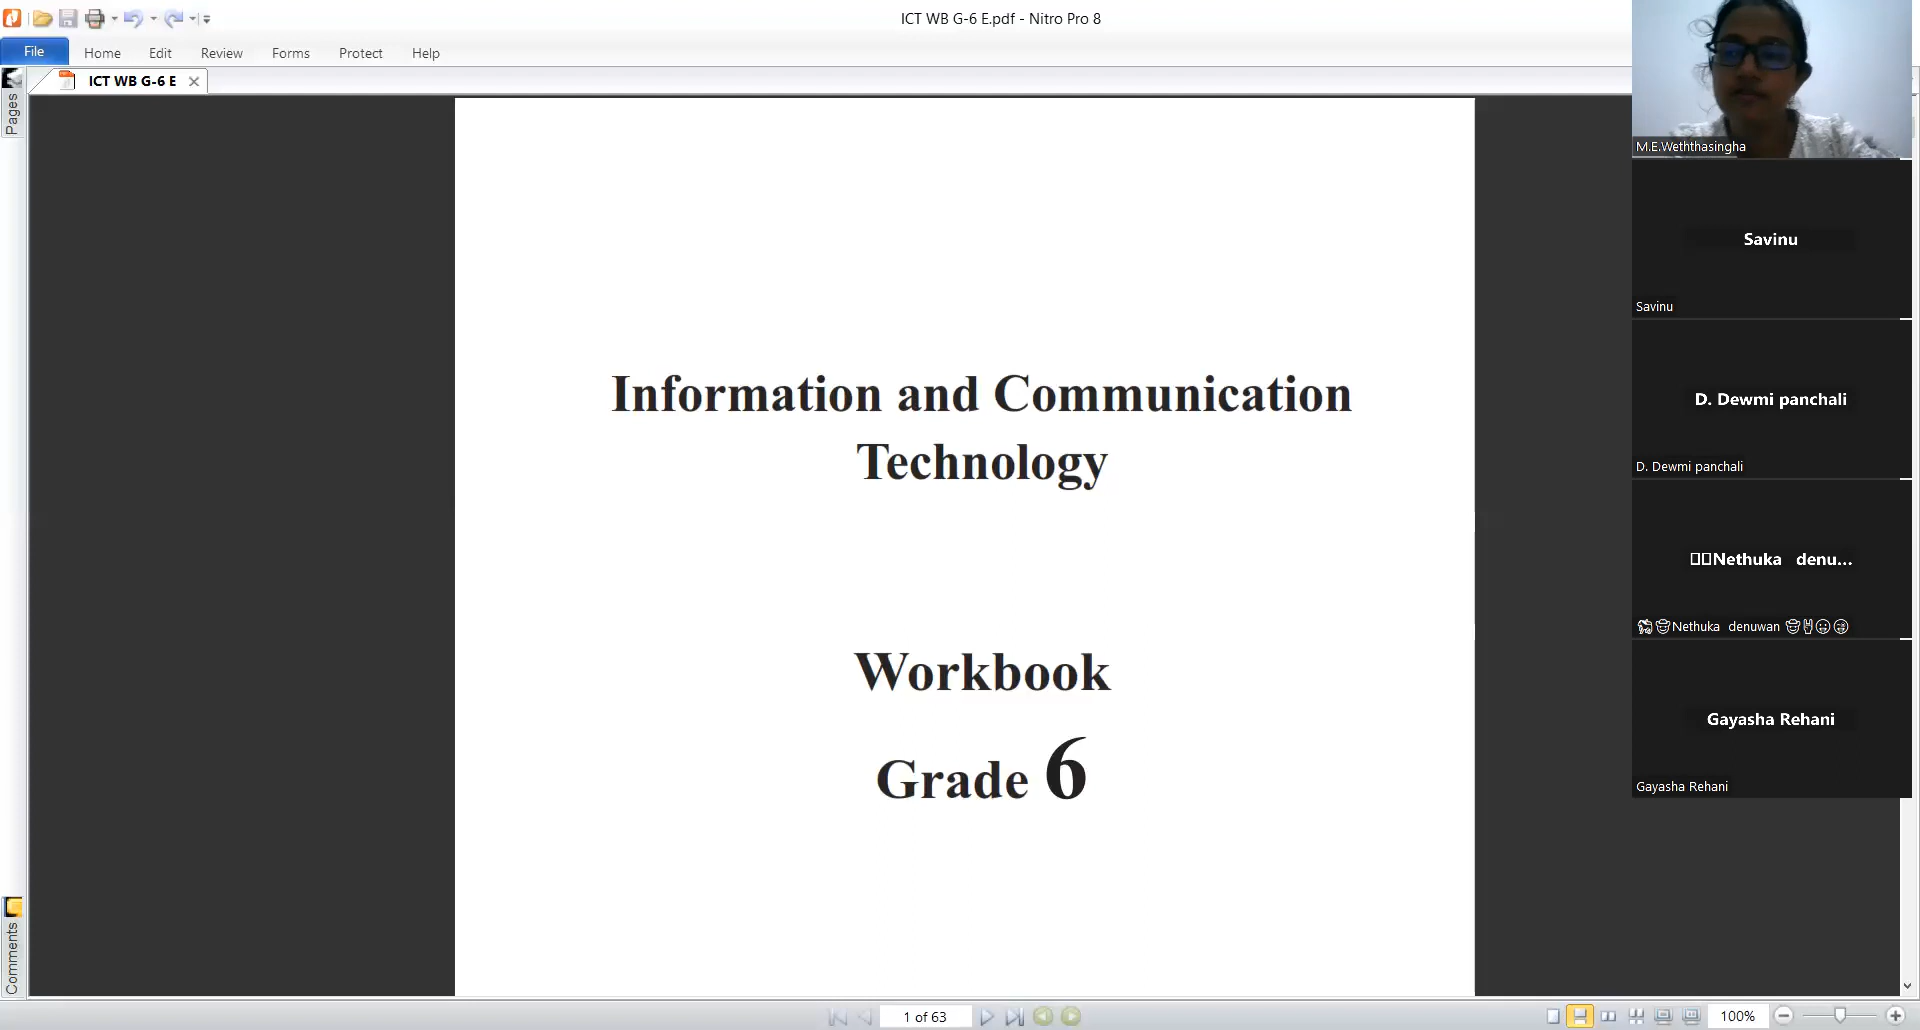 ICT WB G-6 E.pdf - Nitro Pro 8
File Home Edit Review Forms Protect Help
ICT WB G-6 E
Pages
Information and Communication
Technology
Workbook
Grade 6
M.E.Weththasingha
Savinu
Savinu
D. Dewmi panchali
D. Dewmi panchali
Nethuka denu...
Nethuka denuwan
Gayasha Rehani
Gayasha Rehani
Comments
1 of 63
100%